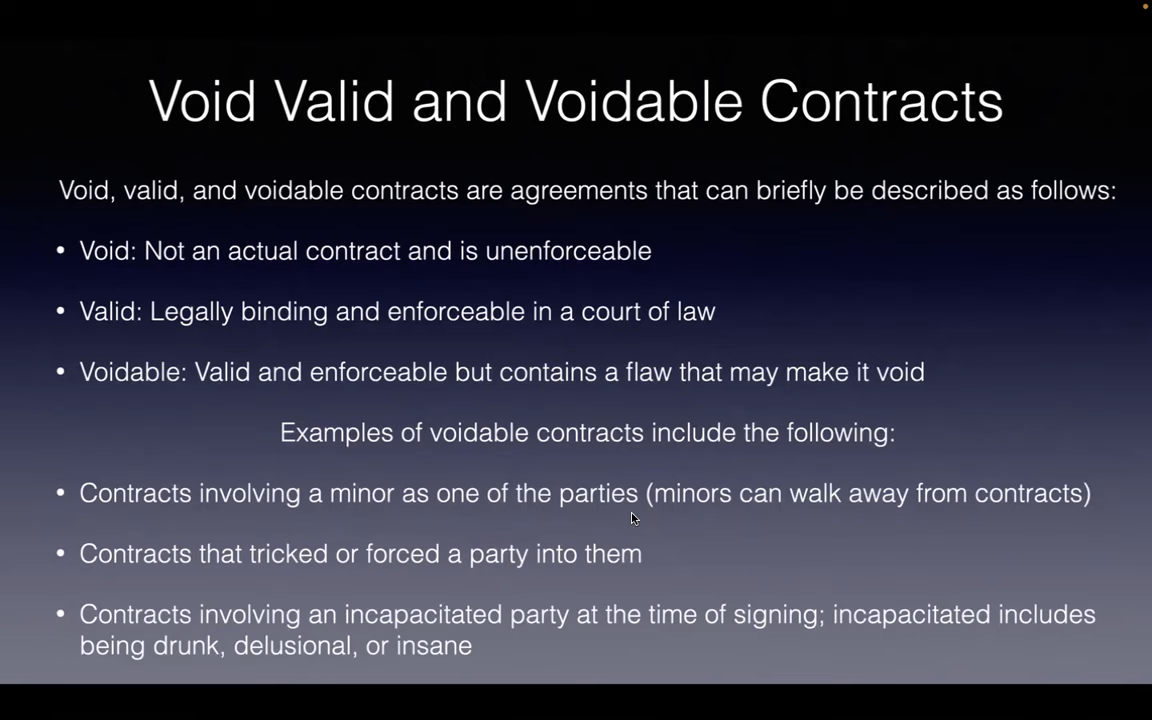 Void Valid and Voidable Contracts
Void, valid, and voidable contracts are agreements that can briefly be described as follows:
• Void: Not an actual contract and is unenforceable
• Valid: Legally binding and enforceable in a court of law
• Voidable: Valid and enforceable but contains a flaw that may make it void
Examples of voidable contracts include the following:
• Contracts involving a minor as one of the parties (minors can walk away from contracts)
• Contracts that tricked or forced a party into them
• Contracts involving an incapacitated party at the time of signing; incapacitated includes
being drunk, delusional, or insane